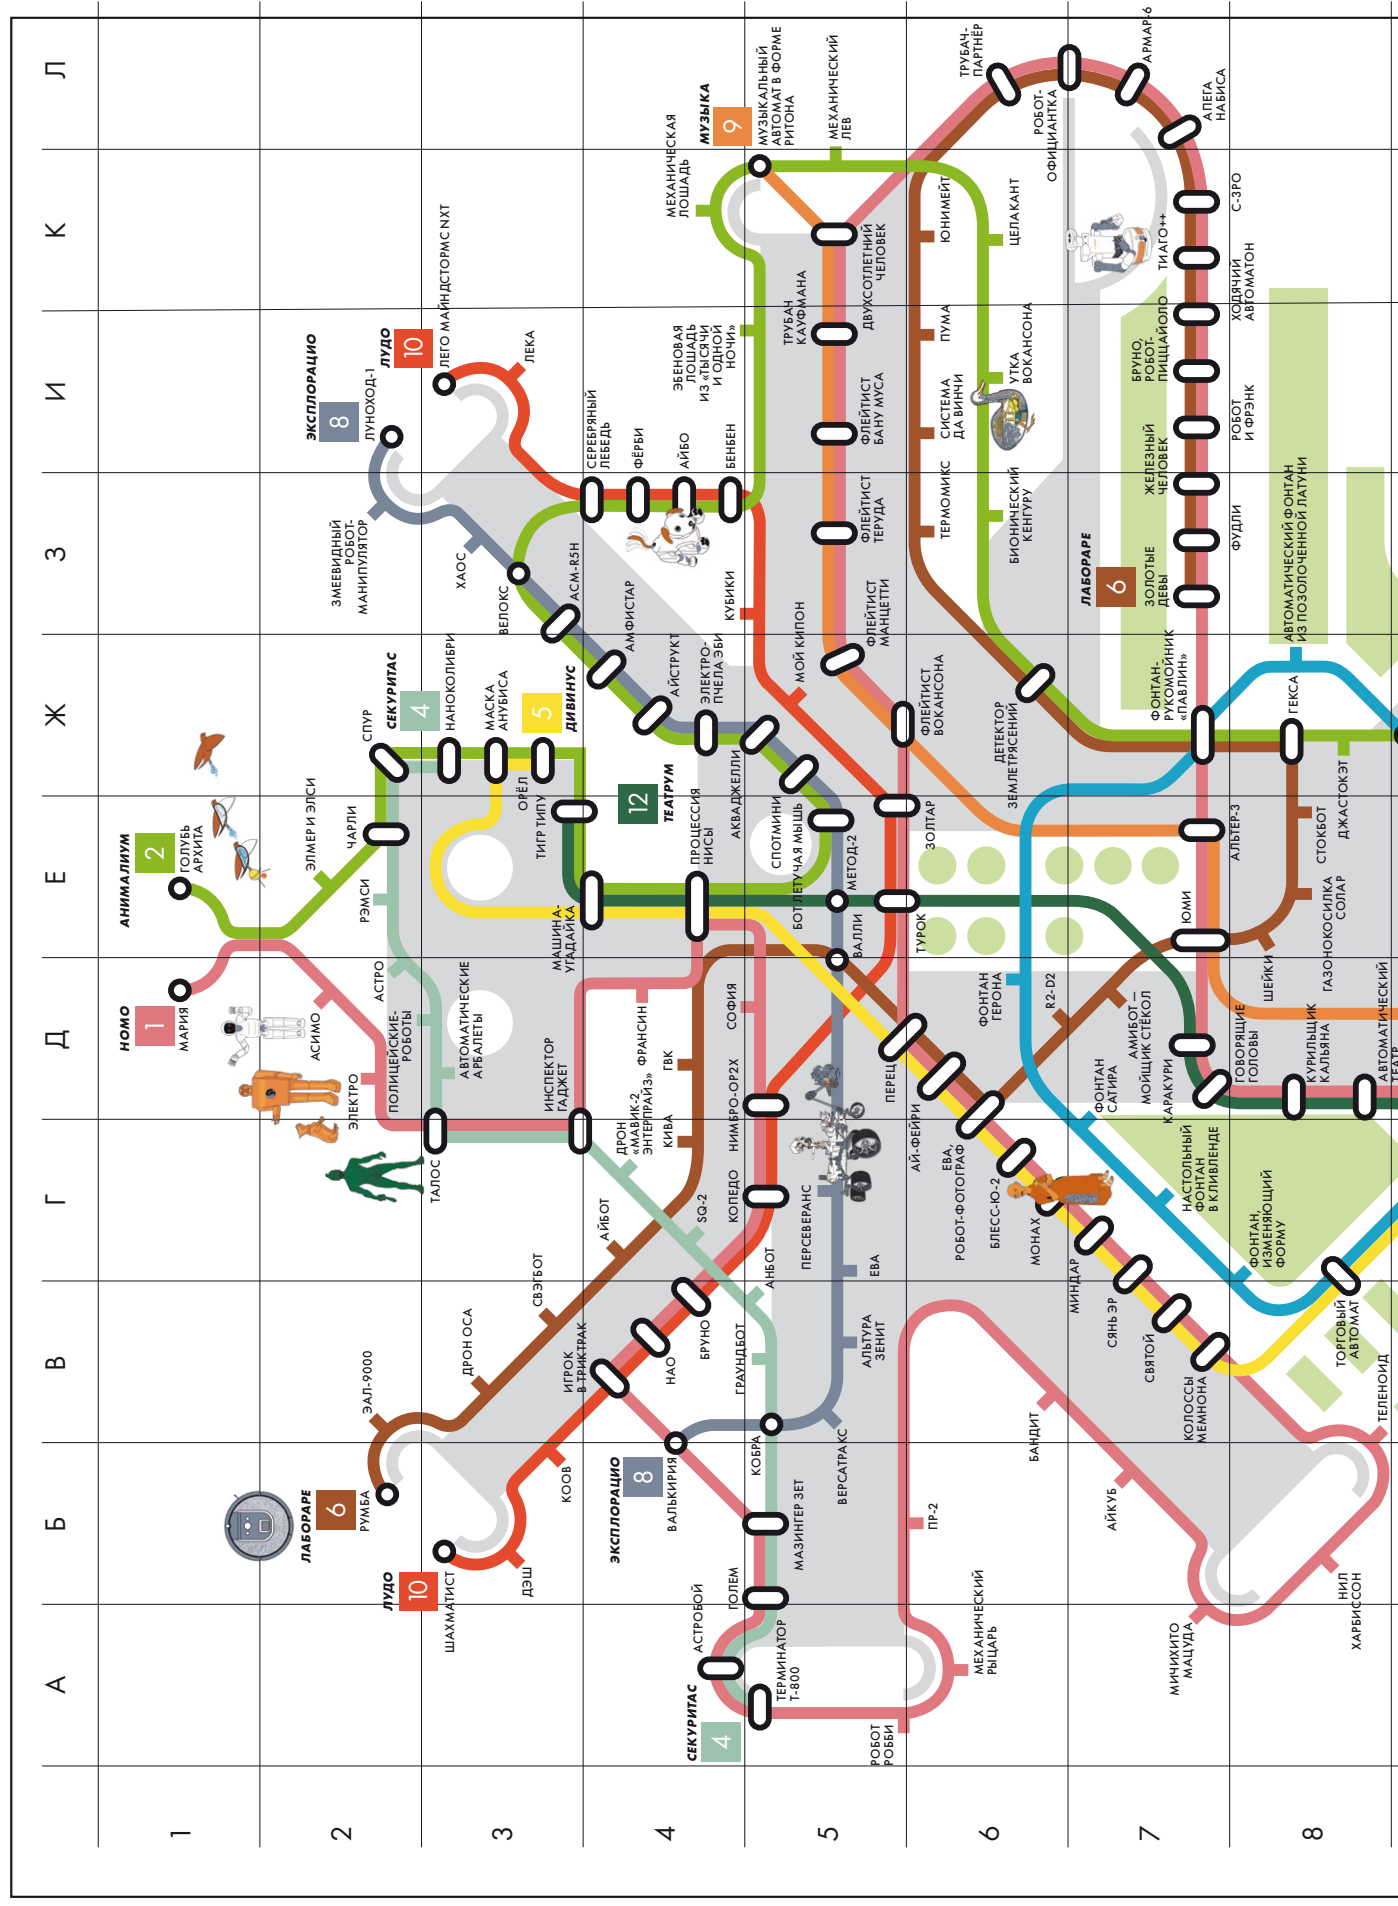 А
Б
В
Г
Д
Е
Ж
З
И
К
Л
1
2
3
4
5
6
7
8
НОМО
1
МАРИЯ
АНИМАЛИУМ
2
ГОЛУБЬ
АРХИТА
АСИМО
ЭЛЕКТРО
ЭЛМЕР И ЭЛСИ
ЧАРЛИ
СПУР
РЭМСИ
АСТРО
ПОЛИЦЕЙСКИЕ-
РОБОТЫ
АВТОМАТИЧЕСКИЕ
АРБАЛЕТЫ
ТАЛОС
СЕКУРИТАС
4
НАНОКОЛИБРИ
МАСКА
АНУБИСА
5
ДИВИНУС
ОРЁЛ
ТИГР ТИПУ
12
ТЕАТРУМ
МАШИНА-
УГАДАЙКА
ПРОЦЕССИЯ
НИСЫ
ЭКСПЛОРАЦИО
8
ЛУНОХОД-1
ЗМЕЕВИДНЫЙ
РОБОТ-
МАНИПУЛЯТОР
ХАОС
ВЕЛОКС
АСМ-R5H
АМФИСТАР
АЙСТРУКТ
ЭЛЕКТРО-
ПЧЕЛА ЭБИ
АКВАДЖЕЛЛИ
СПОТМИНИ
БОТ ЛЕТУЧАЯ МЫШЬ
МЕТОД-2
ВАЛЛИ
ЛУДО
10
ЛЕГО МАЙНДСТОРМС NXT
ЛЕКА
СЕРЕБРЯНЫЙ
ЛЕБЕДЬ
ФЁРБИ
АЙБО
БЕНБЕН
КУБИКИ
МОЙ КИПОН
ЗОЛТАР
ТУРОК
МУЗЫКА
9
МУЗЫКАЛЬНЫЙ
АВТОМАТ В ФОРМЕ
РИТОНА
МЕХАНИЧЕСКАЯ
ЛОШАДЬ
МЕХАНИЧЕСКИЙ
ЛЕВ
ЭБЕНОВАЯ
ЛОШАДЬ
ИЗ «ТЫСЯЧИ
И ОДНОЙ
НОЧИ»
ДВУХСОТЛЕТНИЙ
ЧЕЛОВЕК
ТРУБАЧ
КАУФМАНА
ФЛЕЙТИСТ
БАНУ МУСА
ФЛЕЙТИСТ
ТЕРУДА
ФЛЕЙТИСТ
МАНЦЕТТИ
ФЛЕЙТИСТ
ВОКАНСОНА
ТРУБАЧ-
ПАРТНЁР
РОБОТ-
ОФИЦИАНТКА
АРМАР-6
АПЕГА
НАБИСА
С-3PO
ТИАГО++
ХОДЯЧИЙ
АВТОМАТОН
БРУНО,
РОБОТ-
ПИЦЦАЙОЛО
РОБОТ
И ФРЭНК
ЖЕЛЕЗНЫЙ
ЧЕЛОВЕК
ФУДЛИ
ЗОЛОТЫЕ
ДЕВЫ
ЛАБОРАРЕ
6
ЮНИМЕЙТ
ПУМА
СИСТЕМА
ДА ВИНЧИ
ТЕРМОМИКС
ЦЕЛАКАНТ
УТКА
ВОКАНСОНА
БИОНИЧЕСКИЙ
КЕНГУРУ
ДЕТЕКТОР
ЗЕМЛЕТРЯСЕНИЙ
ФОНТАН-
РУКОМОЙНИК
«ПАВЛИН»
АВТОМАТИЧЕСКИЙ ФОНТАН
ИЗ ПОЗОЛОЧЕННОЙ ЛАТУНИ
ГЕКСА
ДЖАСТОКЭТ
СТОКБОТ
ГАЗОНОКОСИЛКА
СОЛАР
ШЕЙКИ
АЛЬТЕР-3
ЮМИ
АМИБОТ —
МОЙЩИК СТЁКОЛ
R2-D2
ФОНТАН
ГЕРОНА
ФОНТАН
САТИРА
КАРАКУРИ
ГОВОРЯЩИЕ
ГОЛОВЫ
КУРИЛЬЩИК
КАЛЬЯНА
АВТОМАТИЧЕСКИЙ
ТЕАТР
НАСТОЛЬНЫЙ
ФОНТАН
В КЛИВЛЕНДЕ
ФОНТАН,
ИЗМЕНЯЮЩИЙ
ФОРМУ
ТОРГОВЫЙ
АВТОМАТ
ИНСПЕКТОР
ГАДЖЕТ
ФРАНСИН
СОФИЯ
ГВК
КИВА
ДРОН
«МАВИК-2
ЭНТЕРПРАЙЗ»
НИМБРО-OP2X
КОПЕДО
SQ-2
АНБОТ
БРУНО
НАО
ИГРОК
В ТРИКТРАК
АЙБОТ
СВЭГБОТ
ДРОН ОСА
ЭАЛ-9000
ЛАБОРАРЕ
6
РУМБА
ЛУДО
10
ШАХМАТИСТ
ДЭШ
КООВ
ЭКСПЛОРАЦИО
8
ВАЛЬКИРИЯ
КОБРА
ГРАУНДБОТ
ВЕРСАТРАКС
АЛЬТУРА
ЗЕНИТ
ЕВА
ПЕРСЕВЕРАНС
МАЗИНГЕР ЗЕТ
ГОЛЕМ
АСТРОБОЙ
СЕКУРИТАС
4
ТЕРМИНАТОР
Т-800
РОБОТ
РОББИ
МЕХАНИЧЕСКИЙ
РЫЦАРЬ
ПР-2
БАНДИТ
АЙКУБ
МИЧИХИТО
МАЦУДА
НИЛ
ХАРБИССОН
ТЕЛЕНОИД
ПЕРЕЦ
АЙ-ФЕЙРИ
ЕВА,
РОБОТ-ФОТОГРАФ
БЛЕСС-Ю-2
МОНАХ
МИНДАР
СЯНЬ ЭР
СВЯТОЙ
КОЛОССЫ
МЕМНОНА